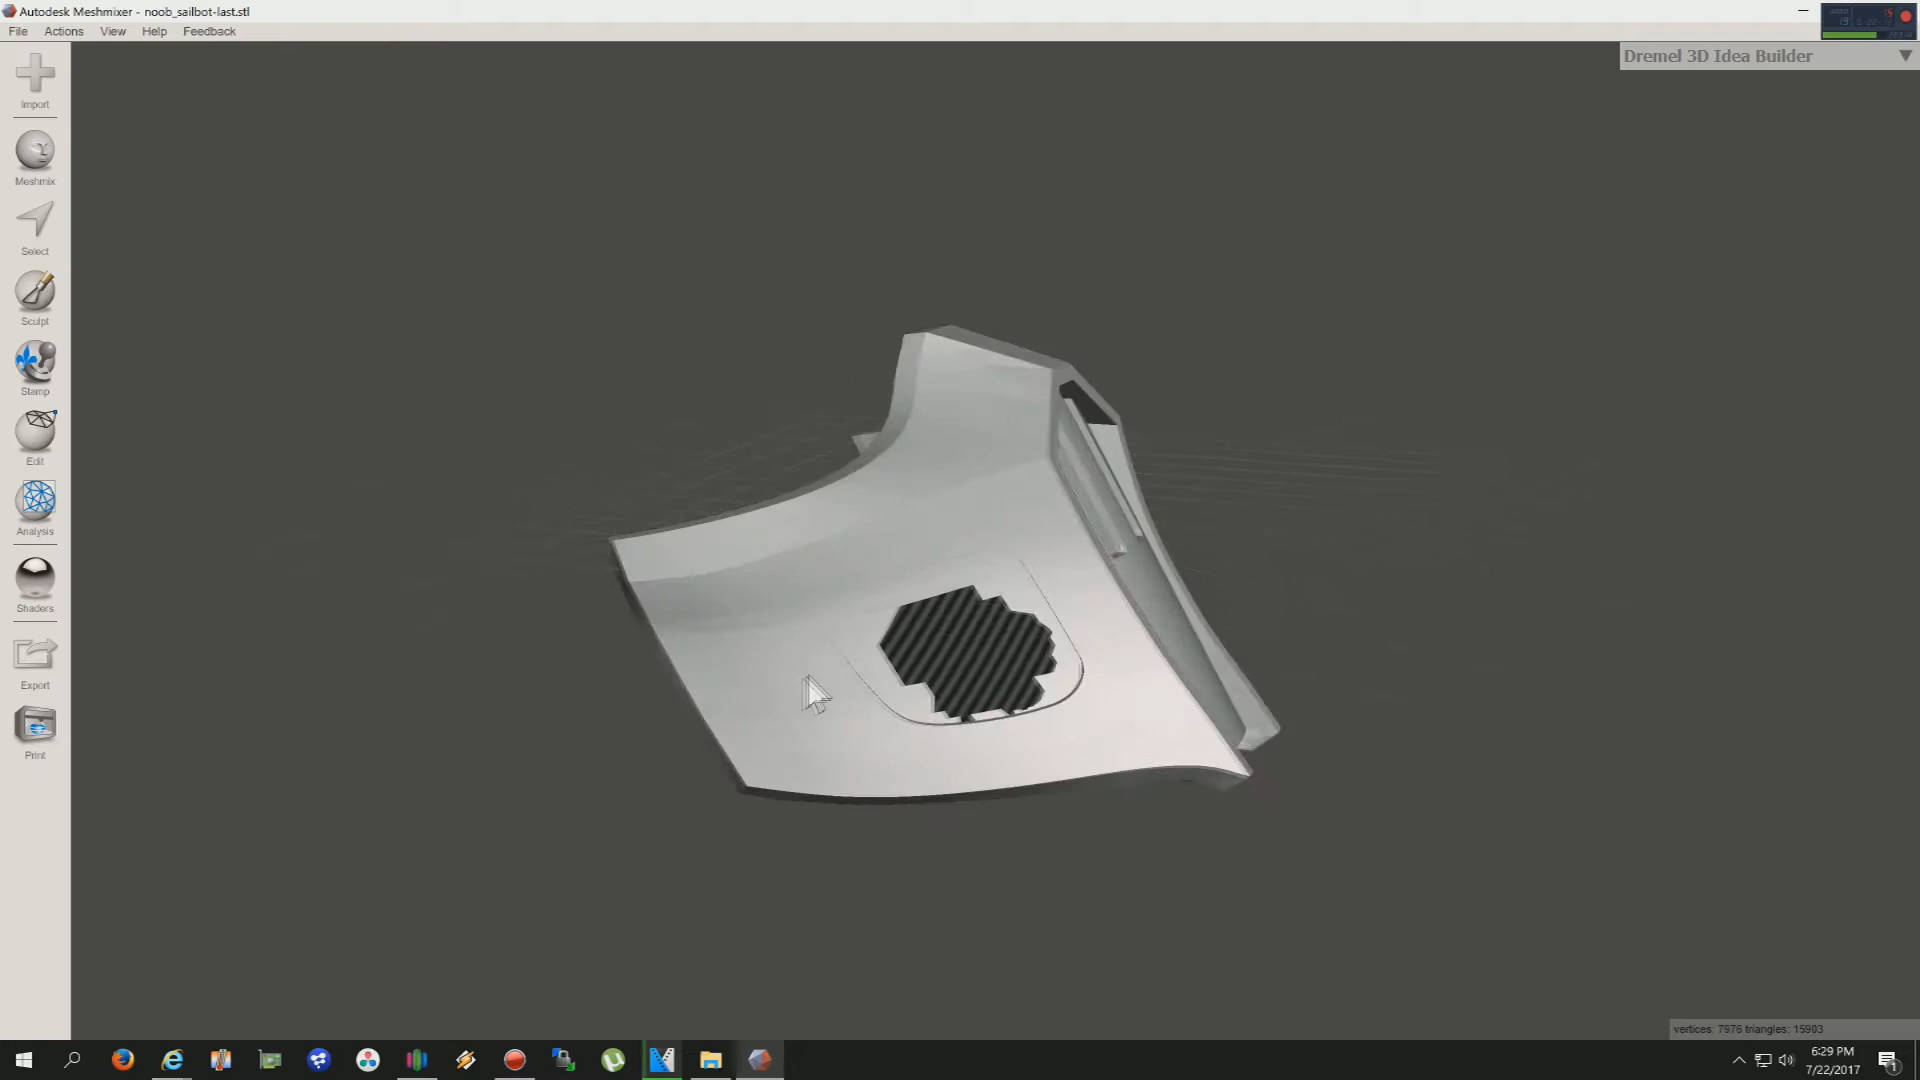 Autodesk Meshmixer - noob_sailbot-last.stl
File Actions View Help Feedback
Dremel 3D Idea Builder
Import
Meshmix
Select
Sculpt
Stamp
Edit
Analysis
Shaders
Export
Print
vertices: 7976 triangles: 15903
6:29 PM
7/22/2017